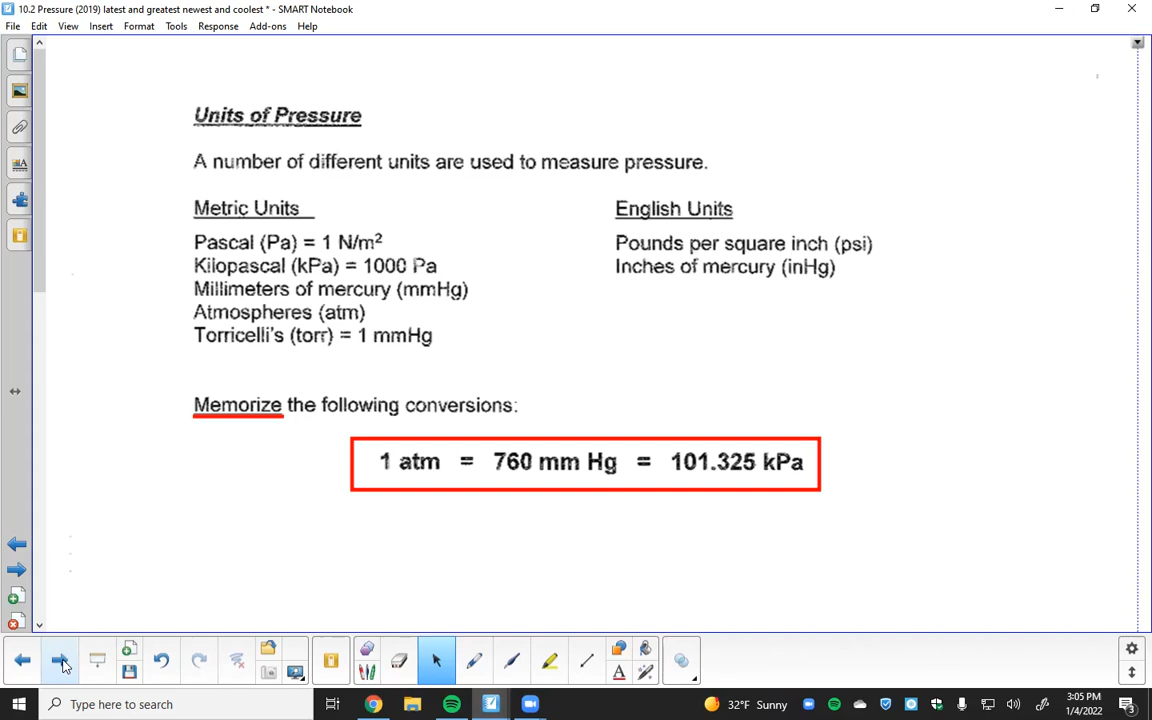 10.2 Pressure (2019) latest and greatest newest and coolest * - SMART Notebook
File Edit View Insert Format Tools Response Add-ons Help
Units of Pressure
A number of different units are used to measure pressure.
Metric Units
Pascal (Pa) = 1 N/m²
Kilopascal (kPa) = 1000 Pa
Millimeters of mercury (mmHg)
Atmospheres (atm)
Torricelli's (torr) = 1 mmHg
English Units
Pounds per square inch (psi)
Inches of mercury (inHg)
Memorize the following conversions:
1 atm = 760 mm Hg = 101.325 kPa
Type here to search
32°F Sunny
3:05 PM
1/4/2022
3